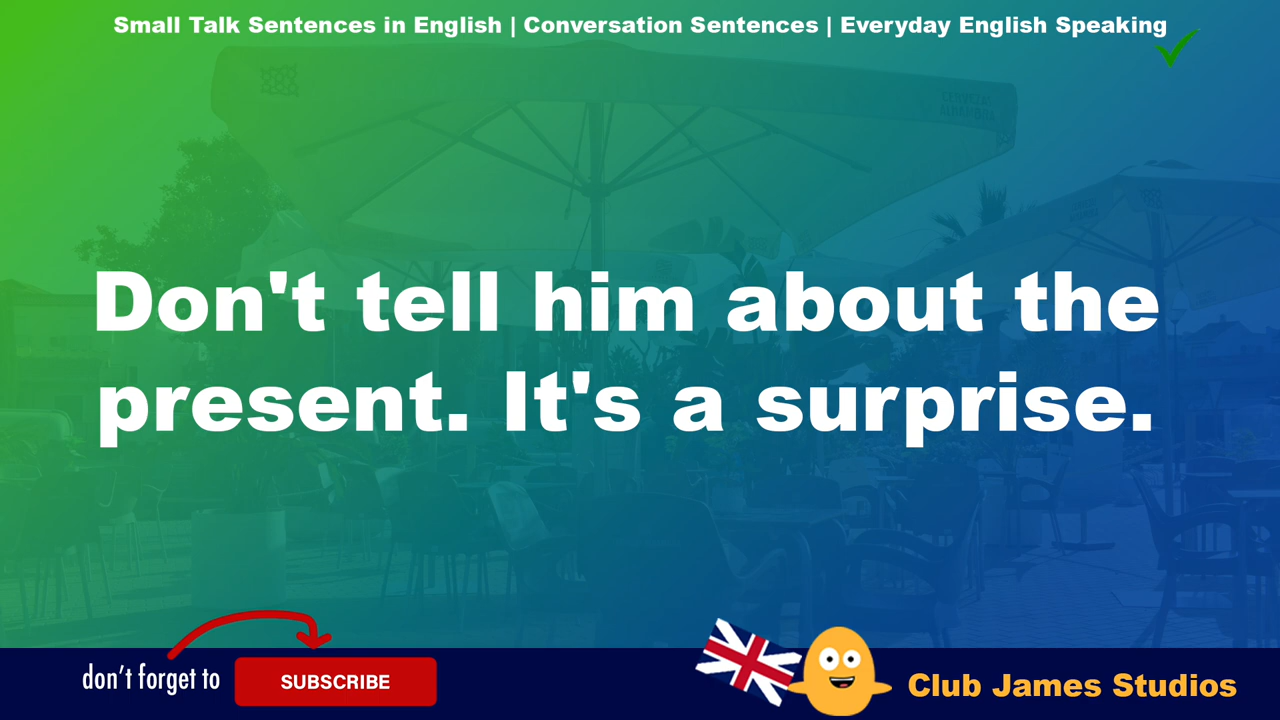 Small Talk Sentences in English | Conversation Sentences | Everyday English Speaking
Don't tell him about the
present. It's a surprise.
don't forget to
SUBSCRIBE
Club James Studios